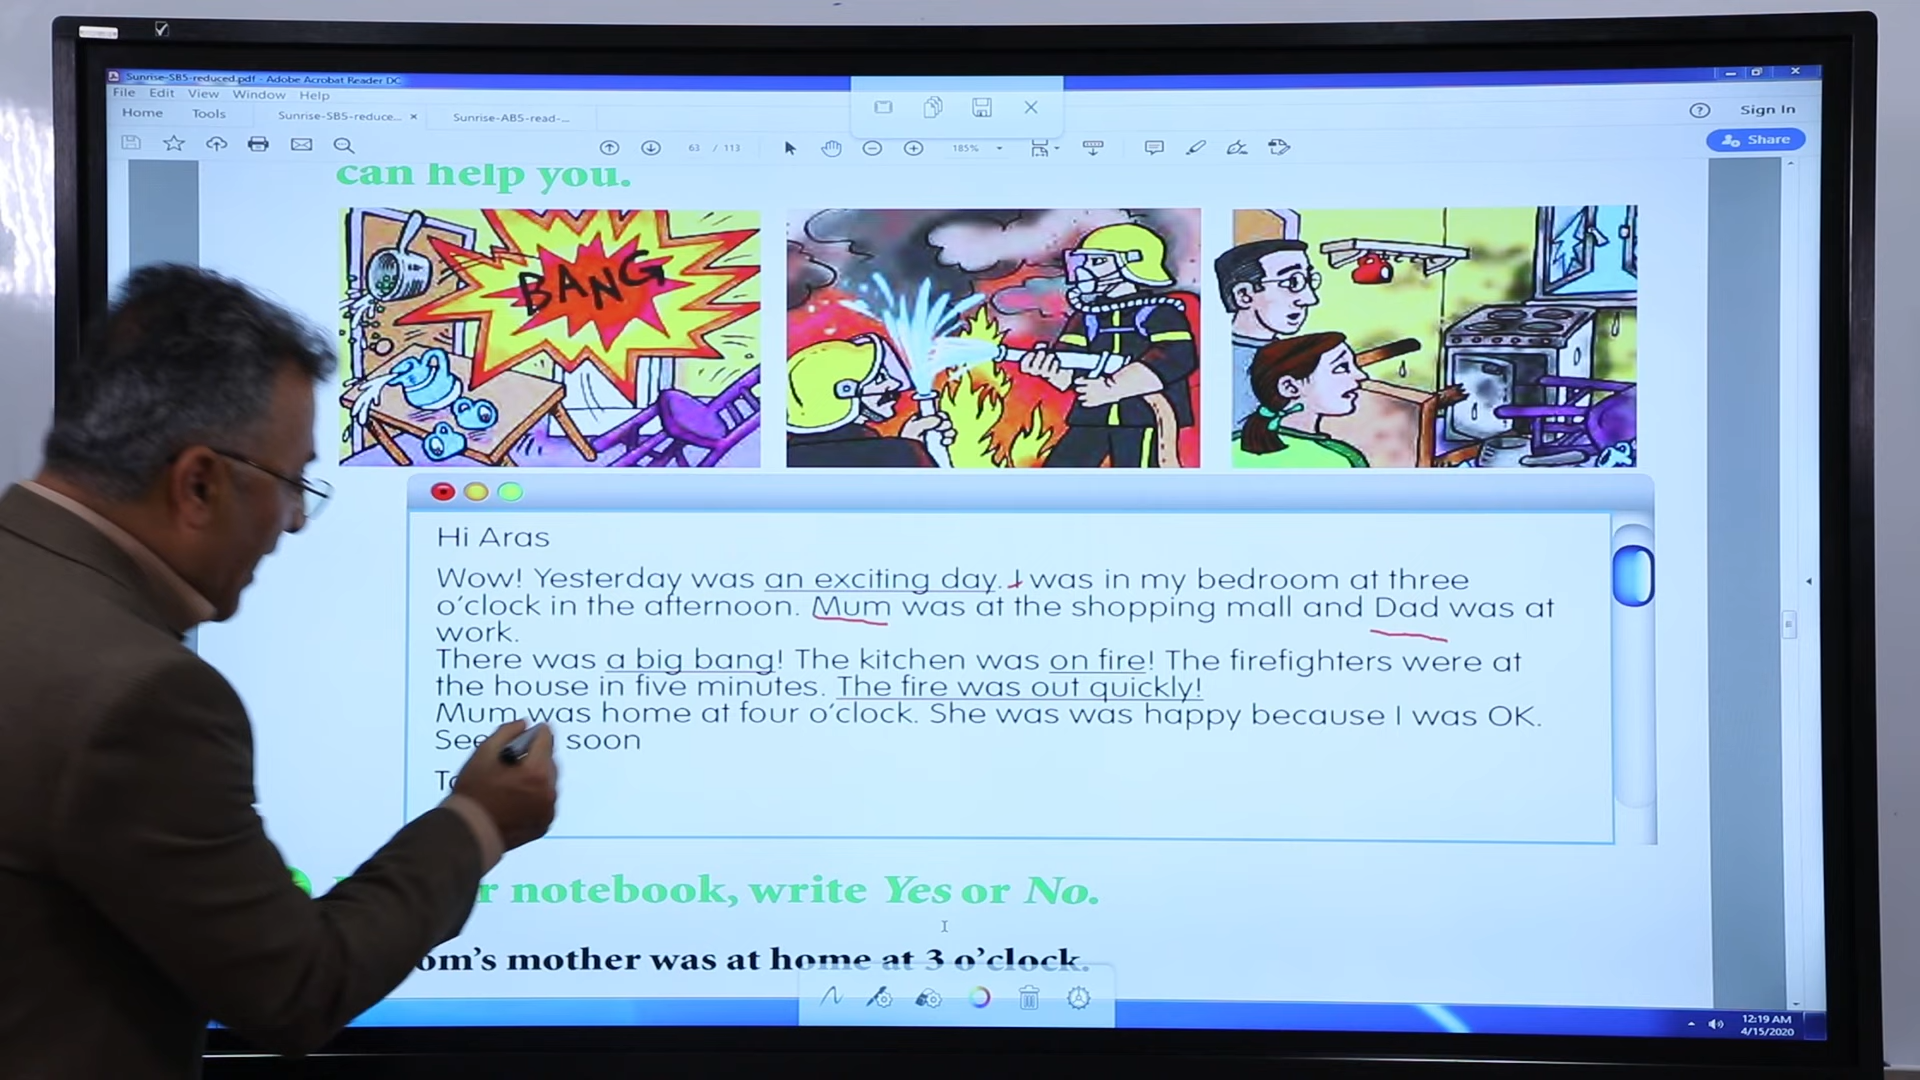 Sunrise-SB5-reduced.pdf - Adobe Acrobat Reader DC
File Edit View Window Help
Home Tools Sunrise-SB5-reduce... × Sunrise-AB5-read-... Sign In
63 / 113 185% Share
can help you.
BANG
Hi Aras
Wow! Yesterday was an exciting day. I was in my bedroom at three
o'clock in the afternoon. Mum was at the shopping mall and Dad was at
work.
There was a big bang! The kitchen was on fire! The firefighters were at
the house in five minutes. The fire was out quickly!
Mum was home at four o'clock. She was was happy because I was OK.
See soon
notebook, write Yes or No.
mother was at home at 3 o'clock.
12:19 AM
4/15/2020